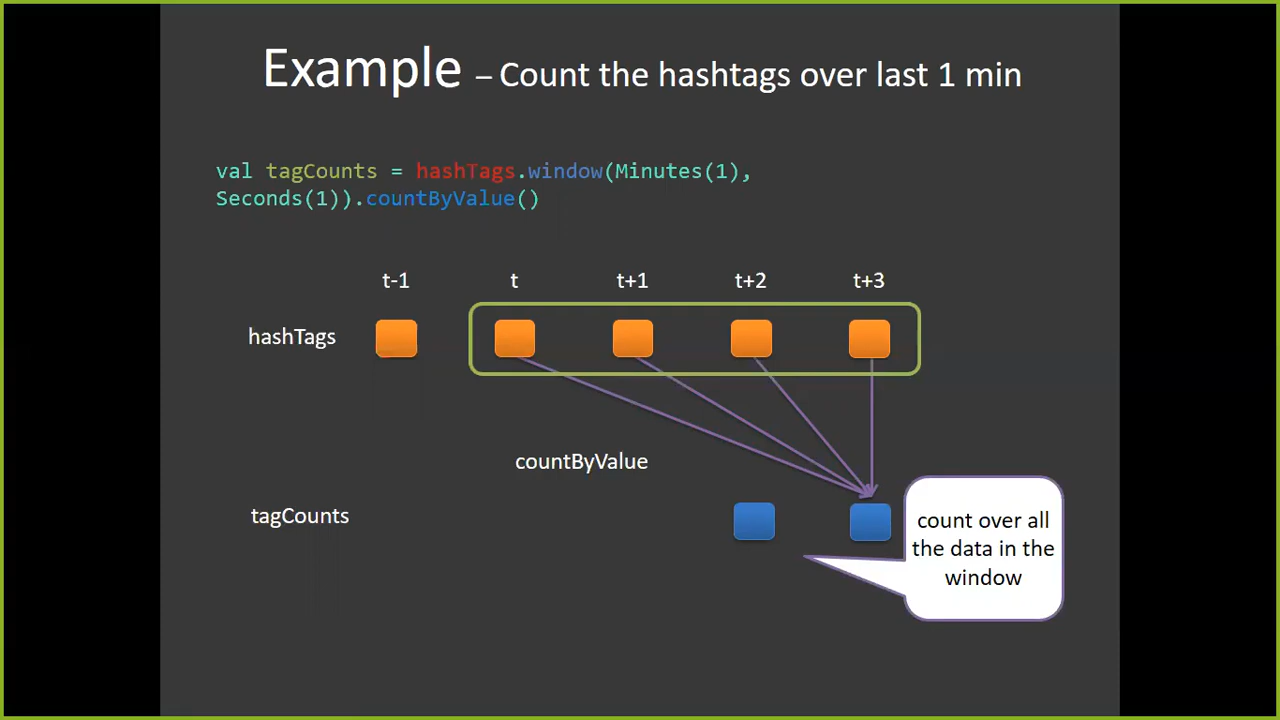 Example – Count the hashtags over last 1 min
val tagCounts = hashTags.window(Minutes(1),
Seconds(1)).countByValue()
t-1 t t+1 t+2 t+3
hashTags
countByValue
tagCounts
count over all
the data in the
window